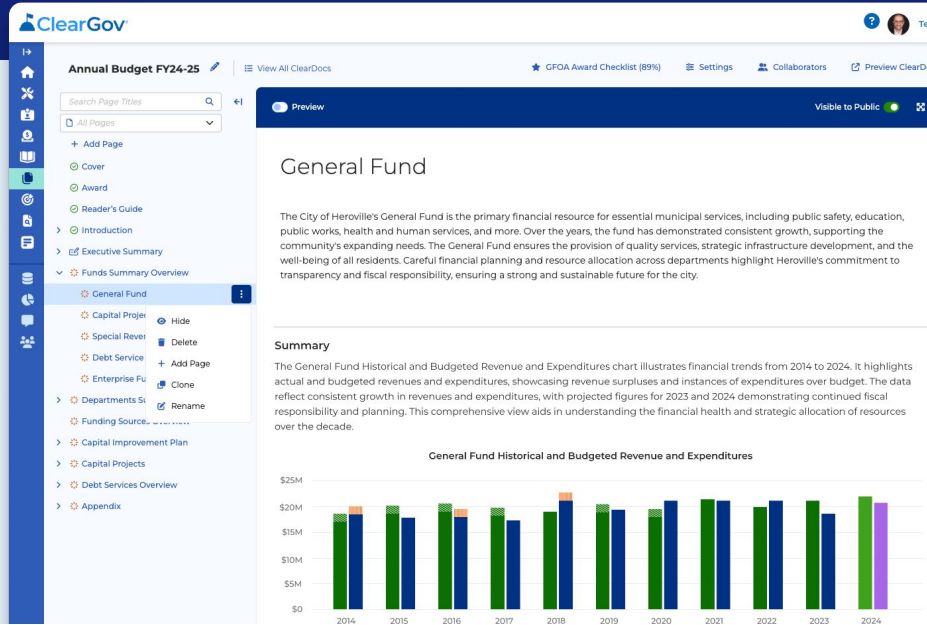 ClearGov
?
Te
Annual Budget FY24-25
View All ClearDocs
GFOA Award Checklist (89%)
Settings
Collaborators
Preview
Search Page Titles
All Pages
+ Add Page
Cover
Award
Reader's Guide
Introduction
Executive Summary
Funds Summary Overview
General Fund
Capital
Special
Debt Service
Enterprise
Departments
Funding Sources
Capital Improvement Plan
Capital Projects
Debt Services Overview
Appendix
Hide
Delete
+ Add Page
Clone
Rename
Preview
Visible to Public
General Fund
The City of Heroville's General Fund is the primary financial resource for essential municipal services, including public safety, education,
public works, health and human services, and more. Over the years, the fund has demonstrated consistent growth, supporting the
community's expanding needs. The General Fund ensures the provision of quality services, strategic infrastructure development, and the
well-being of all residents. Careful financial planning and resource allocation across departments highlight Heroville's commitment to
transparency and fiscal responsibility, ensuring a strong and sustainable future for the city.
Summary
The General Fund Historical and Budgeted Revenue and Expenditures chart illustrates financial trends from 2014 to 2024. It highlights
actual and budgeted revenues and expenditures, showcasing revenue surpluses and instances of expenditures over budget. The data
reflect consistent growth in revenues and expenditures, with projected figures for 2023 and 2024 demonstrating continued fiscal
responsibility and planning. This comprehensive view aids in understanding the financial health and strategic allocation of resources
over the decade.
General Fund Historical and Budgeted Revenue and Expenditures
$25M
$20M
$15M
$10M
$5M
$0
2014 2015 2016 2017 2018 2019 2020 2021 2022 2023 2024